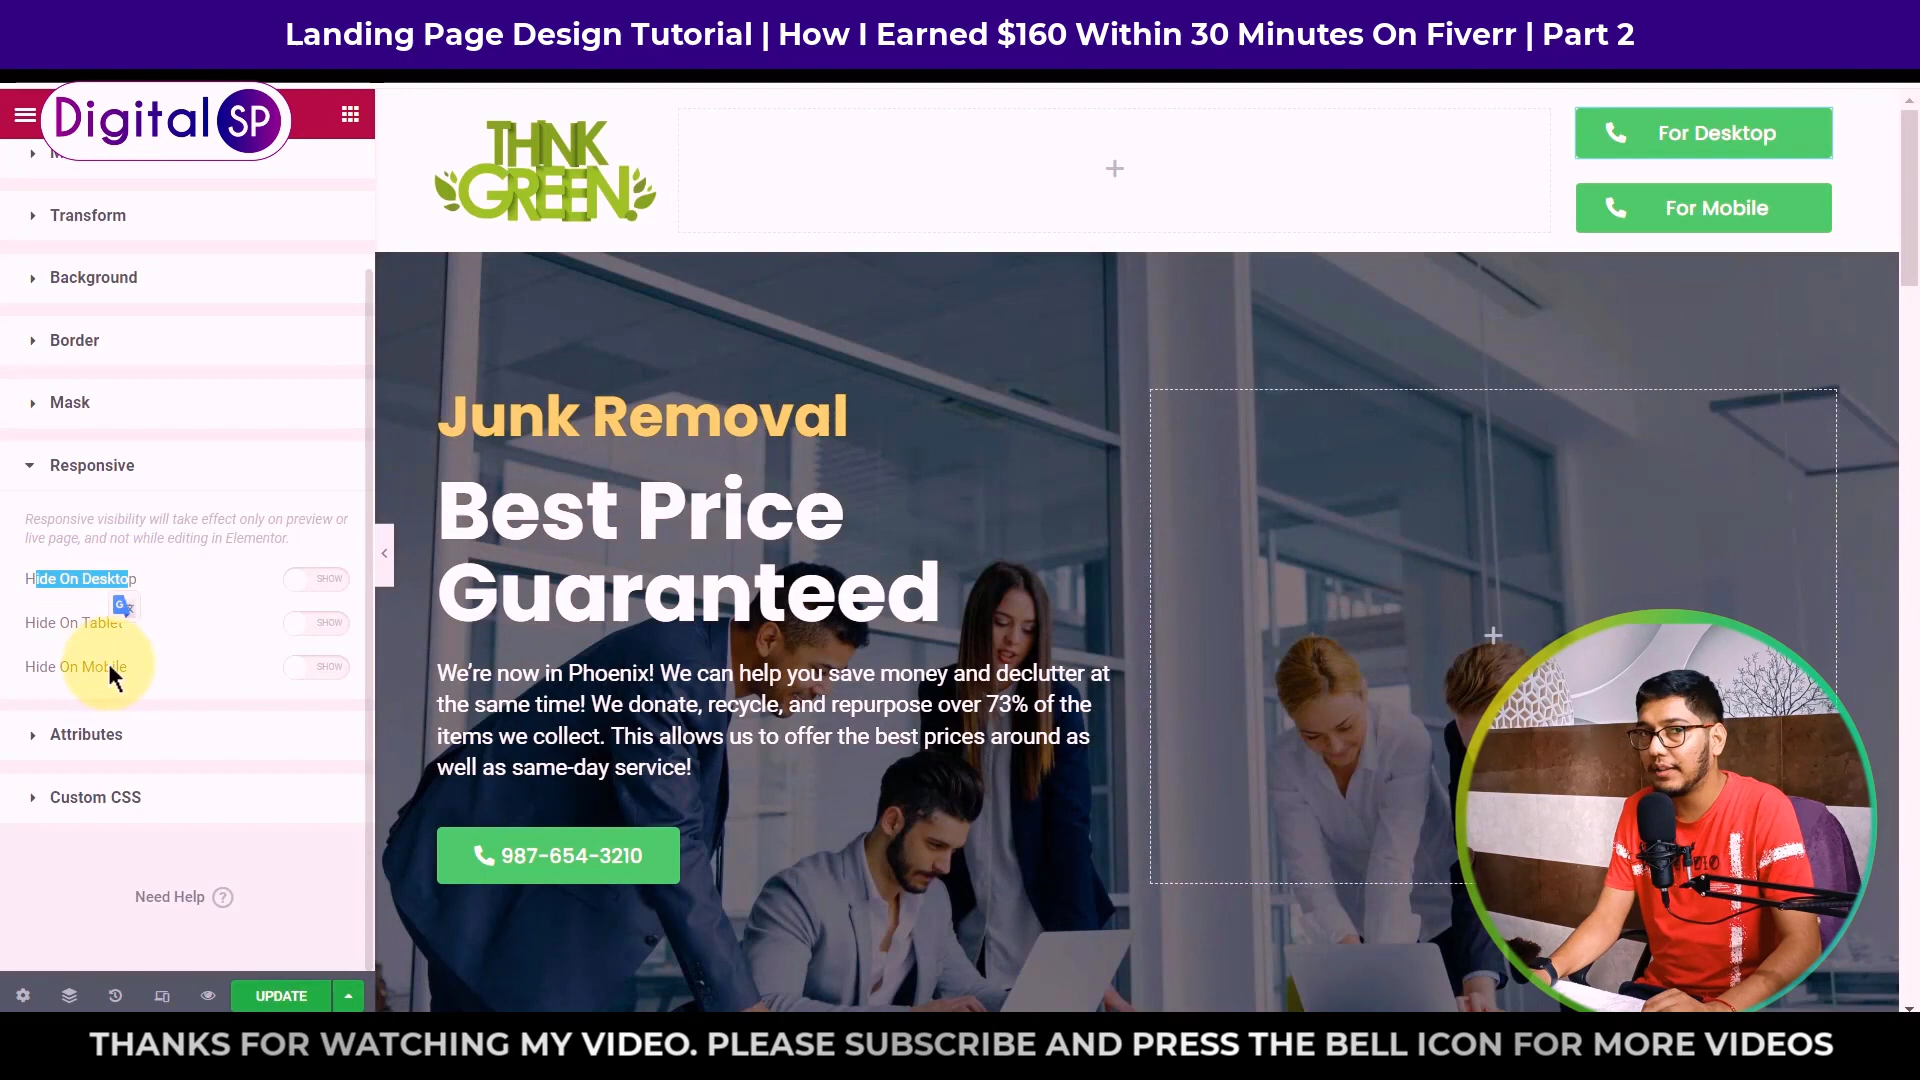 Landing Page Design Tutorial | How I Earned $160 Within 30 Minutes On Fiverr | Part 2
Digital SP
Transform
Background
Border
Mask
Responsive
Responsive visibility will take effect only on preview or
live page, and not while editing in Elementor.
Hide On Desktop SHOW
Hide On Tablet SHOW
Hide On Mobile SHOW
Attributes
Custom CSS
Need Help ?
UPDATE
THINK
GREEN
For Desktop
For Mobile
Junk Removal
Best Price
Guaranteed
We’re now in Phoenix! We can help you save money and declutter at
the same time! We donate, recycle, and repurpose over 73% of the
items we collect. This allows us to offer the best prices around as
well as same-day service!
987-654-3210
THANKS FOR WATCHING MY VIDEO. PLEASE SUBSCRIBE AND PRESS THE BELL ICON FOR MORE VIDEOS